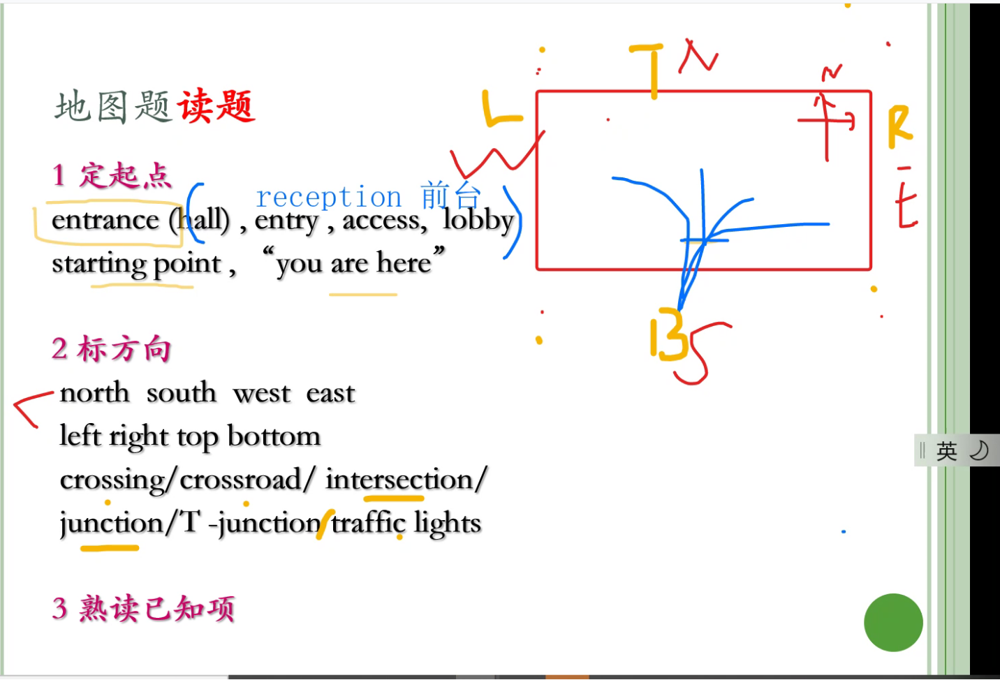 地图题读题
1 定起点
reception 前台
entrance (hall) , entry , access, lobby
starting point , “you are here”
2 标方向
north south west east
left right top bottom
crossing/crossroad/ intersection/
junction/T -junction/traffic lights
3 熟读已知项
T N
N
L
R
W
E
B S
英